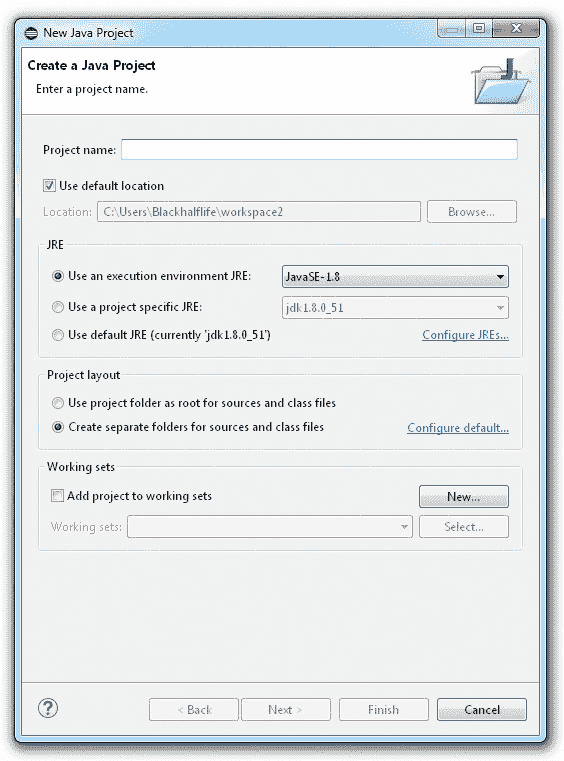 New Java Project
Create a Java Project
Enter a project name.
Project name:
Use default location
Location: C:\Users\Blackhalflife\workspace2 Browse...
JRE
Use an execution environment JRE: JavaSE-1.8
Use a project specific JRE: jdk1.8.0_51
Use default JRE (currently 'jdk1.8.0_51') Configure JREs...
Project layout
Use project folder as root for sources and class files
Create separate folders for sources and class files Configure default...
Working sets
Add project to working sets New...
Working sets: Select...
? < Back Next > Finish Cancel